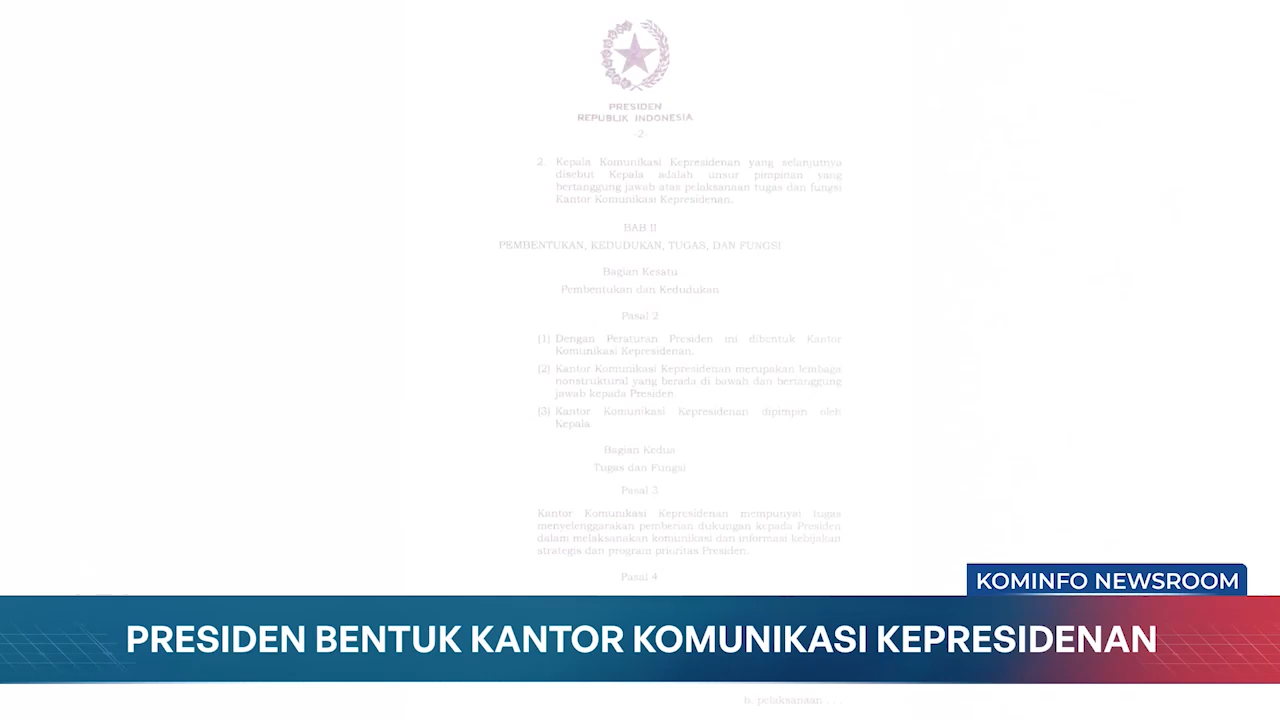 PRESIDEN
REPUBLIK INDONESIA
-2-
2. Kepala Komunikasi Kepresidenan yang selanjutnya
disebut Kepala adalah unsur pimpinan yang
bertanggung jawab atas pelaksanaan tugas dan fungsi
Kantor Komunikasi Kepresidenan.
BAB II
PEMBENTUKAN, KEDUDUKAN, TUGAS, DAN FUNGSI
Bagian Kesatu
Pembentukan dan Kedudukan
Pasal 2
(1) Dengan Peraturan Presiden ini dibentuk Kantor
Komunikasi Kepresidenan.
(2) Kantor Komunikasi Kepresidenan merupakan lembaga
nonstruktural yang berada di bawah dan bertanggung
jawab kepada Presiden.
(3) Kantor Komunikasi Kepresidenan dipimpin oleh
Kepala.
Bagian Kedua
Tugas dan Fungsi
Pasal 3
Kantor Komunikasi Kepresidenan mempunyai tugas
menyelenggarakan pemberian dukungan kepada Presiden
dalam melaksanakan komunikasi dan informasi kebijakan
strategis dan program prioritas Presiden.
Pasal 4
KOMINFO NEWSROOM
PRESIDEN BENTUK KANTOR KOMUNIKASI KEPRESIDENAN
b. pelaksanaan . . .